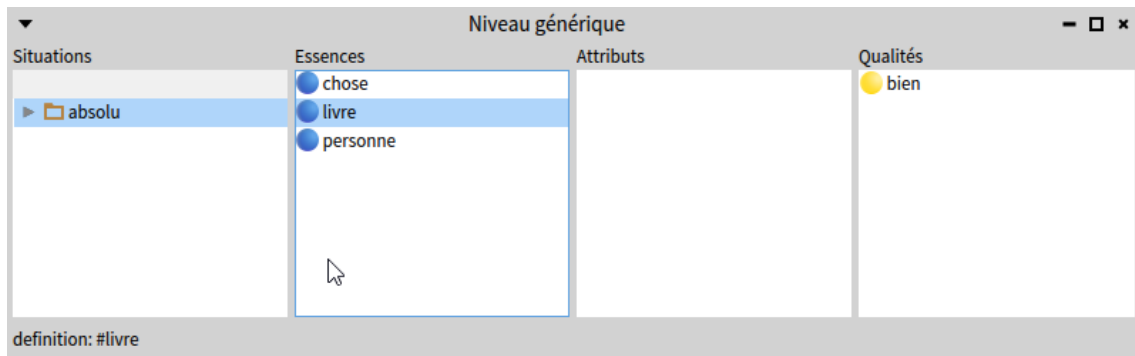 Niveau générique
Situations
Essences
Attributs
Qualités
absolu
chose
livre
personne
bien
definition: #livre